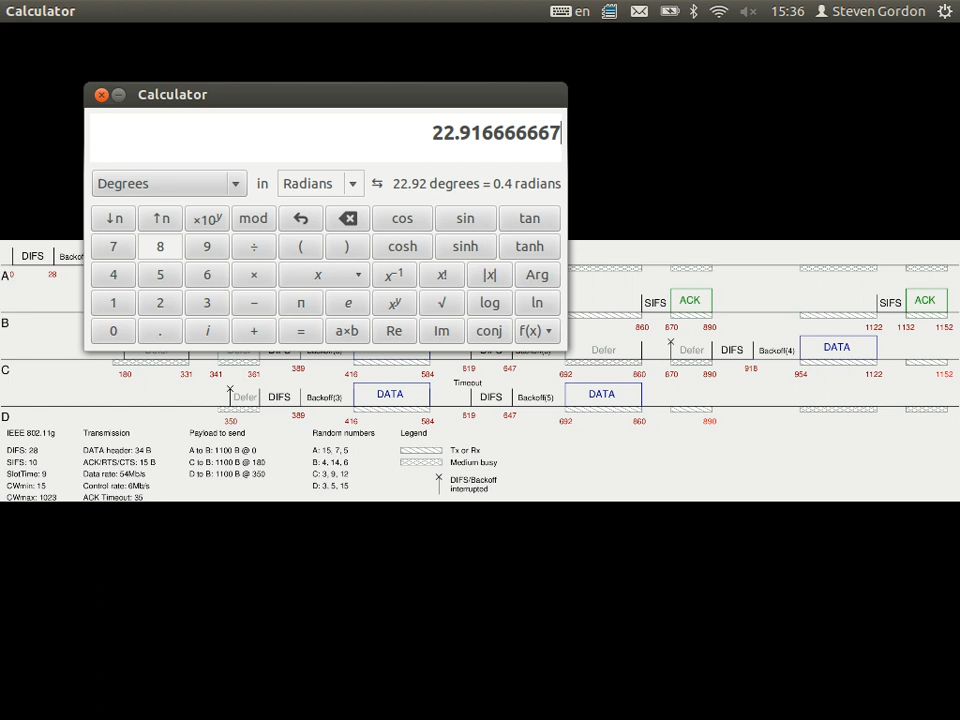 Calculator
en
15:36
Steven Gordon
Calculator
22.916666667
Degrees in Radians 22.92 degrees = 0.4 radians
↓n ↑n ×10y mod cos sin tan
7 8 9 ÷ ( ) cosh sinh tanh
4 5 6 × x x⁻¹ x! |x| Arg
1 2 3 − π e xy √ log ln
0 . i + = a×b Re Im conj f(x)
DIFS
A 0 28
SIFS ACK SIFS ACK
B 860 870 890 1122 1132 1152
Defer Defer DIFS Backoff(4) DATA
389 819 647 918
C 180 331 341 361 416 584 692 860 870 890 954 1122 1152
Timeout
Defer DIFS Backoff(3) DATA DIFS Backoff(5) DATA
389 819 647
D 350 416 584 692 860 890
IEEE 802.11g Transmission Payload to send Random numbers Legend
DIFS: 28 DATA header: 34 B A to B: 1100 B @ 0 A: 15, 7, 5 Tx or Rx
SIFS: 10 ACK/RTS/CTS: 15 B C to B: 1100 B @ 180 B: 4, 14, 6 Medium busy
SlotTime: 9 Data rate: 54Mb/s D to B: 1100 B @ 350 C: 3, 9, 12 DIFS/Backoff
CWmin: 15 Control rate: 6Mb/s D: 3, 5, 15 interrupted
CWmax: 1023 ACK Timeout: 35